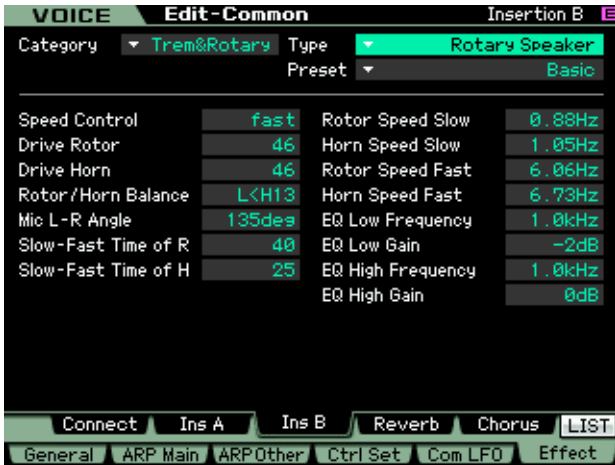 VOICE Edit-Common Insertion B E
Category Trem&Rotary Type Rotary Speaker
Preset Basic
Speed Control fast Rotor Speed Slow 0.88Hz
Drive Rotor 46 Horn Speed Slow 1.05Hz
Drive Horn 46 Rotor Speed Fast 6.06Hz
Rotor/Horn Balance L<H13 Horn Speed Fast 6.73Hz
Mic L-R Angle 135deg EQ Low Frequency 1.0kHz
Slow-Fast Time of R 40 EQ Low Gain -2dB
Slow-Fast Time of H 25 EQ High Frequency 1.0kHz
EQ High Gain 0dB
Connect Ins A Ins B Reverb Chorus LIST
General ARP Main ARP Other Ctrl Set Com LFO Effect